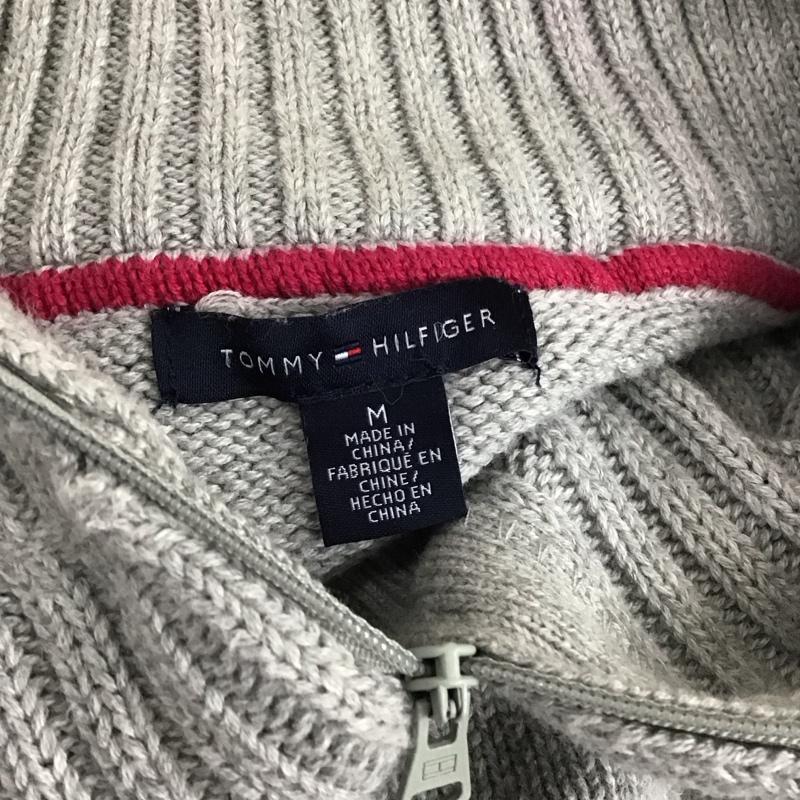 TOMMY HILFIGER
M
MADE IN
CHINA/
FABRIQUÉ EN
CHINE/
HECHO EN
CHINA